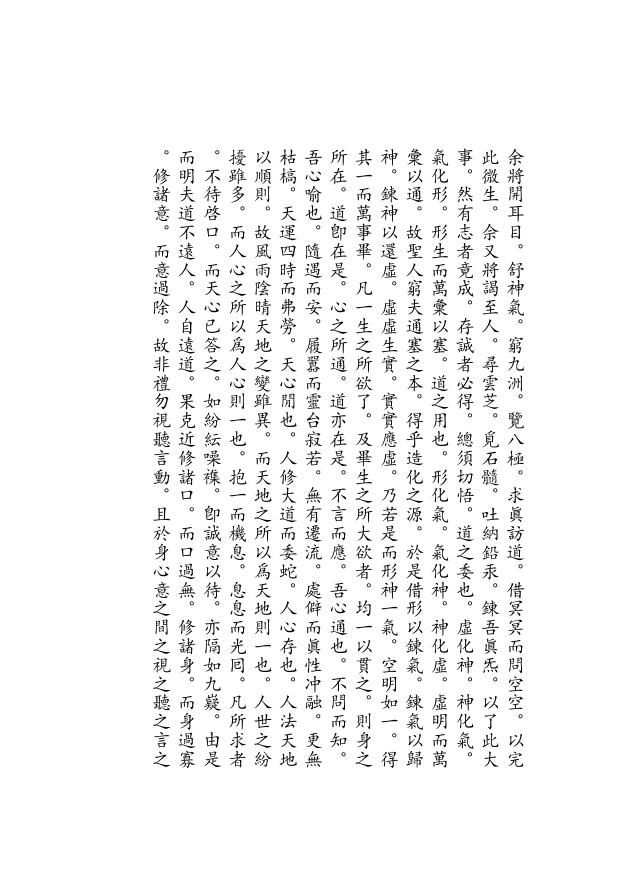 余將開耳目。舒神氣。窮九洲。覽八極。求眞訪道。借冥冥而問空空。以完
此微生。余又將謁至人。尋雲芝。覓石髓。吐納鉛汞。鍊吾眞炁。以了此大
事。然有志者竟成。存誠者必得。總須切悟。道之委也。虛化神。神化氣。
氣化形。形生而萬彙以塞。道之用也。形化氣。氣化神。神化虛。虛明而萬
彙以通。故聖人窮夫通塞之本。得乎造化之源。於是借形以鍊氣。鍊氣以歸
神。鍊神以還虛。虛虛生實。實實應虛。乃若是而形神一氣。空明如一。得
其一而萬事畢。凡一生之所欲了。及畢生之所大欲者。均一以貫之。則身之
所在。道卽在是。心之所通。道亦在是。不言而應。吾心通也。不問而知。
吾心喻也。隨遇而安。履嚣而靈台寂若。無有遷流。處僻而眞性冲融。更無
枯槁。天運四時而弗勞。天心閒也。人修大道而委蛇。人心存也。人法天地
以順則。故風雨陰晴天地之變雖異。而天地之所以爲天地則一也。人世之紛
擾雖多。而人心之所以爲人心則一也。抱一而機息。息息而光囘。凡所求者
。不待啓口。而天心已答之。如紛紜噪襍。卽誠意以待。亦隔如九嶷。由是
而明夫道不遠人。人自遠道。果克近修諸口。而口過無。修諸身。而身過寡
。修諸意。而意過除。故非禮勿視聽言動。且於身心意之間之視之聽之言之